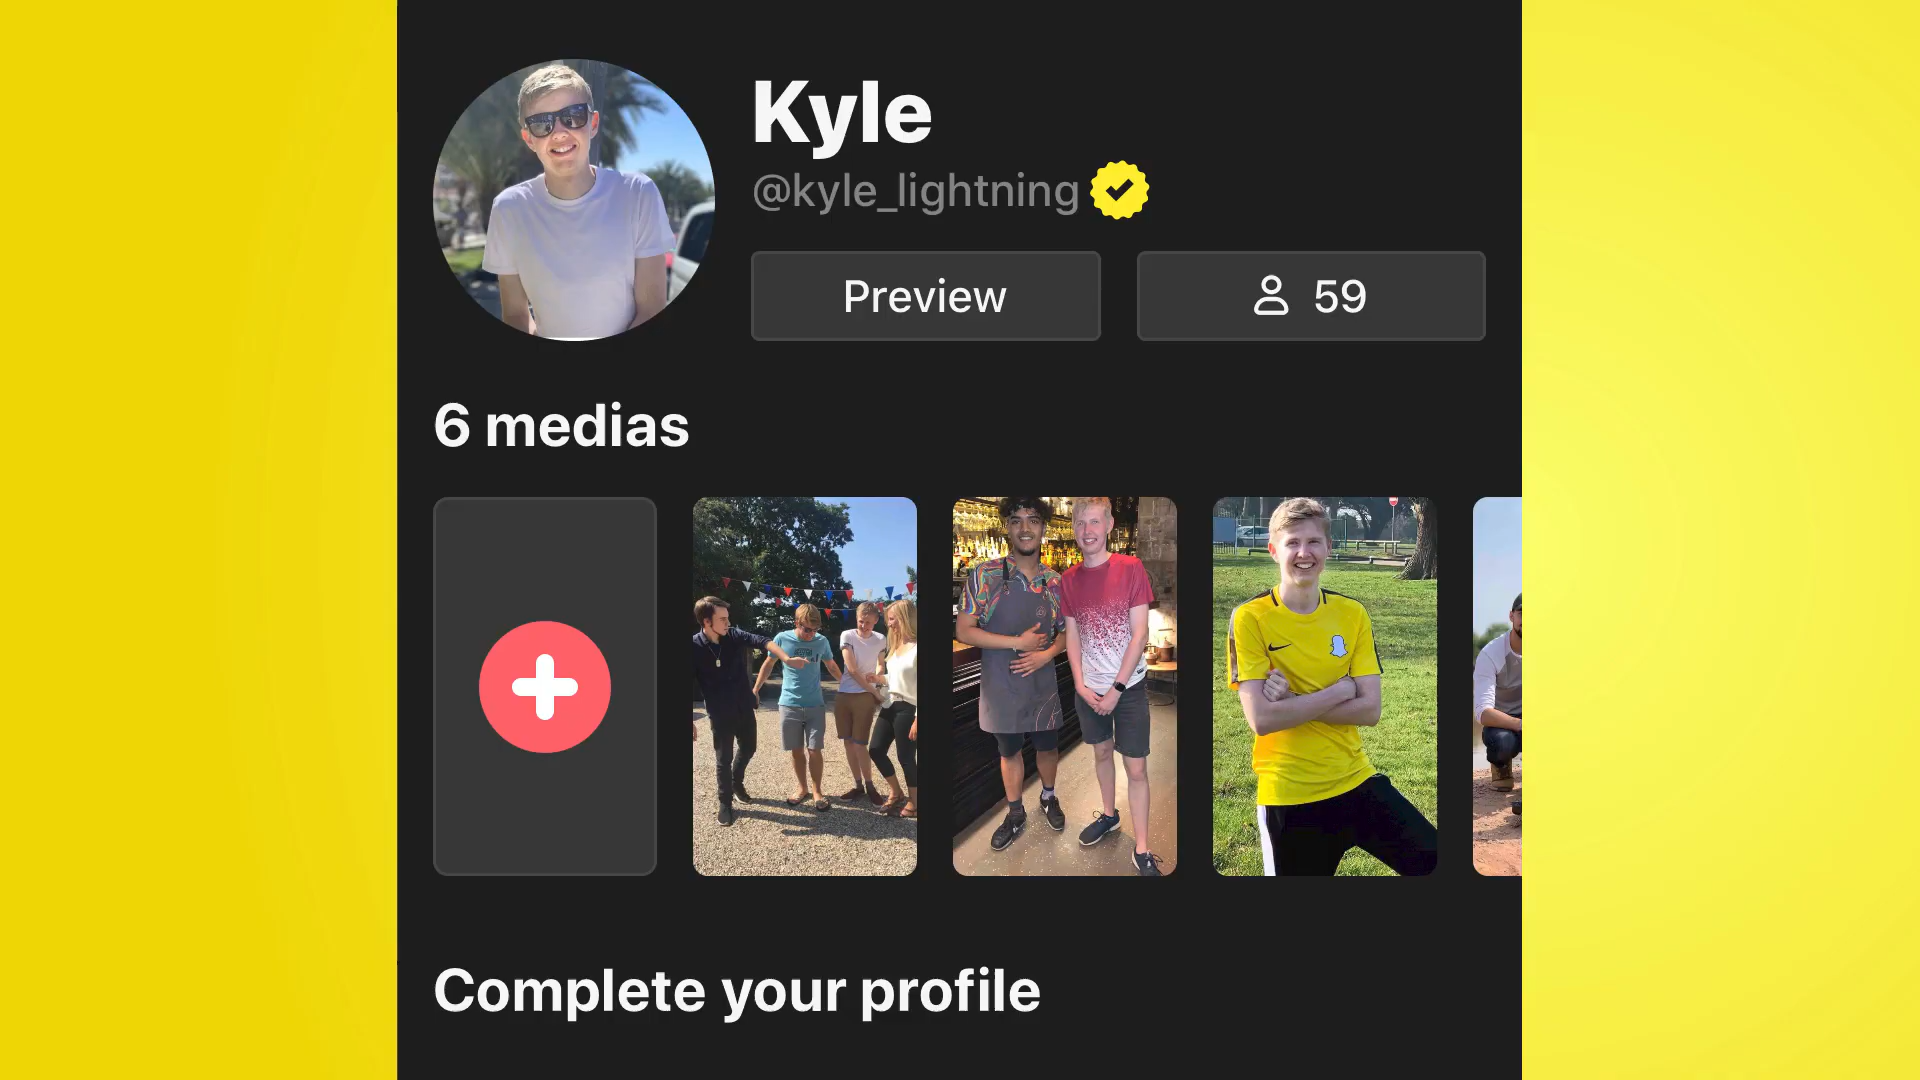 Kyle
@kyle_lightning
Preview
59
6 medias
Complete your profile